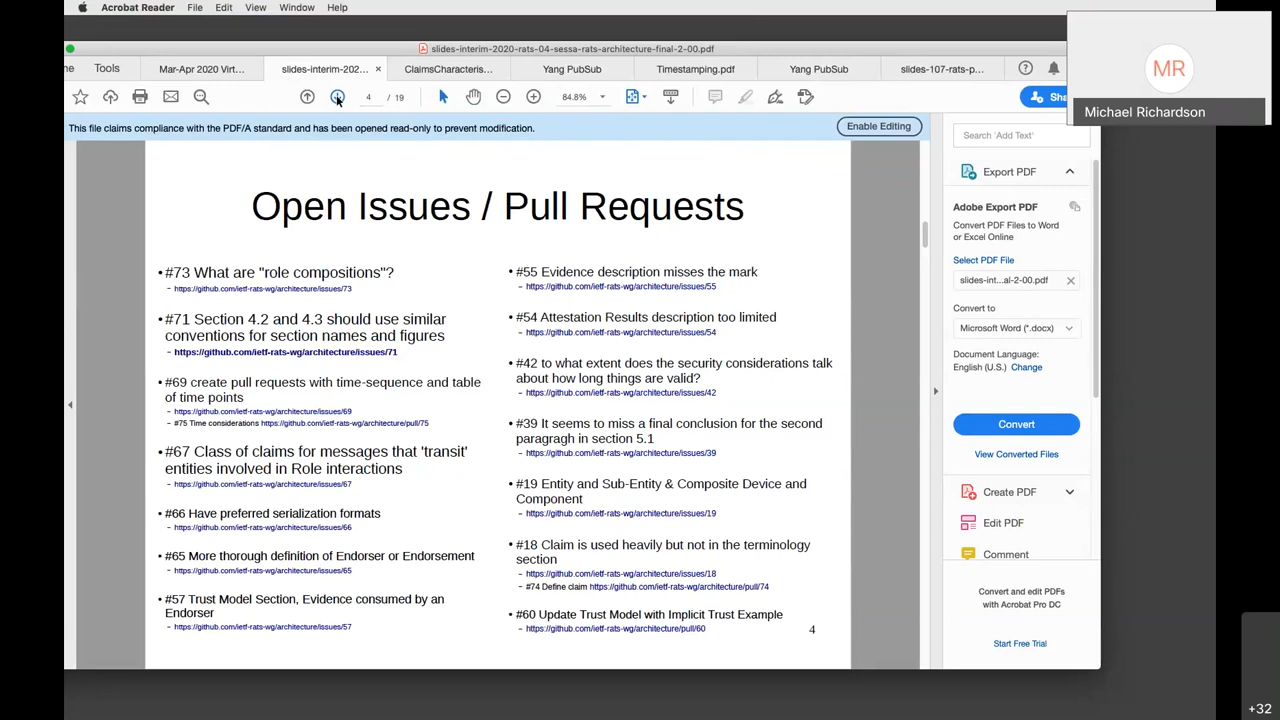 Acrobat Reader File Edit View Window Help
slides-interim-2020-rats-04-sessa-rats-architecture-final-2-00.pdf
me Tools Mar-Apr 2020 Virt... slides-interim-202... × ClaimsCharacteris... Yang PubSub Timestamping.pdf Yang PubSub slides-107-rats-p...
4 / 19 84.8% Sha
MR
Michael Richardson
This file claims compliance with the PDF/A standard and has been opened read-only to prevent modification. Enable Editing
Open Issues / Pull Requests
• #73 What are "role compositions"?
– https://github.com/ietf-rats-wg/architecture/issues/73
• #71 Section 4.2 and 4.3 should use similar
conventions for section names and figures
– https://github.com/ietf-rats-wg/architecture/issues/71
• #69 create pull requests with time-sequence and table
of time points
– https://github.com/ietf-rats-wg/architecture/issues/69
– #75 Time considerations https://github.com/ietf-rats-wg/architecture/pull/75
• #67 Class of claims for messages that 'transit'
entities involved in Role interactions
– https://github.com/ietf-rats-wg/architecture/issues/67
• #66 Have preferred serialization formats
– https://github.com/ietf-rats-wg/architecture/issues/66
• #65 More thorough definition of Endorser or Endorsement
– https://github.com/ietf-rats-wg/architecture/issues/65
• #57 Trust Model Section, Evidence consumed by an
Endorser
– https://github.com/ietf-rats-wg/architecture/issues/57
• #55 Evidence description misses the mark
– https://github.com/ietf-rats-wg/architecture/issues/55
• #54 Attestation Results description too limited
– https://github.com/ietf-rats-wg/architecture/issues/54
• #42 to what extent does the security considerations talk
about how long things are valid?
– https://github.com/ietf-rats-wg/architecture/issues/42
• #39 It seems to miss a final conclusion for the second
paragragh in section 5.1
– https://github.com/ietf-rats-wg/architecture/issues/39
• #19 Entity and Sub-Entity & Composite Device and
Component
– https://github.com/ietf-rats-wg/architecture/issues/19
• #18 Claim is used heavily but not in the terminology
section
– https://github.com/ietf-rats-wg/architecture/issues/18
– #74 Define claim https://github.com/ietf-rats-wg/architecture/pull/74
• #60 Update Trust Model with Implicit Trust Example
– https://github.com/ietf-rats-wg/architecture/pull/60
4
Search 'Add Text'
Export PDF
Adobe Export PDF
Convert PDF Files to Word
or Excel Online
Select PDF File
slides-int...al-2-00.pdf
Convert to
Microsoft Word (*.docx)
Document Language:
English (U.S.) Change
Convert
View Converted Files
Create PDF
Edit PDF
Comment
Convert and edit PDFs
with Acrobat Pro DC
Start Free Trial
+32